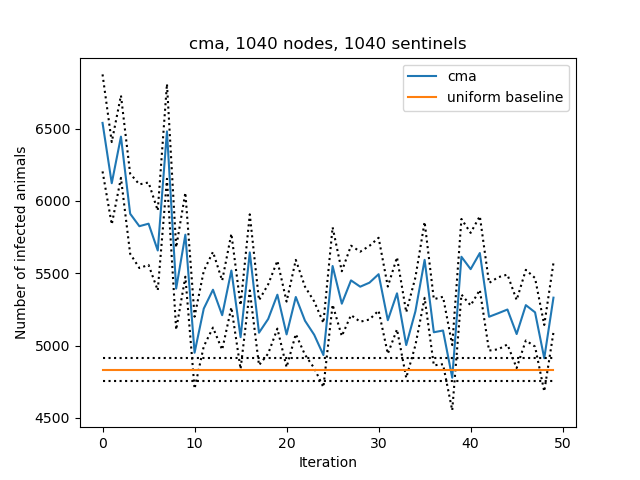 cma, 1040 nodes, 1040 sentinels
cma
uniform baseline
Number of infected animals
6500
6000
5500
5000
4500
0
10
20
30
40
50
Iteration